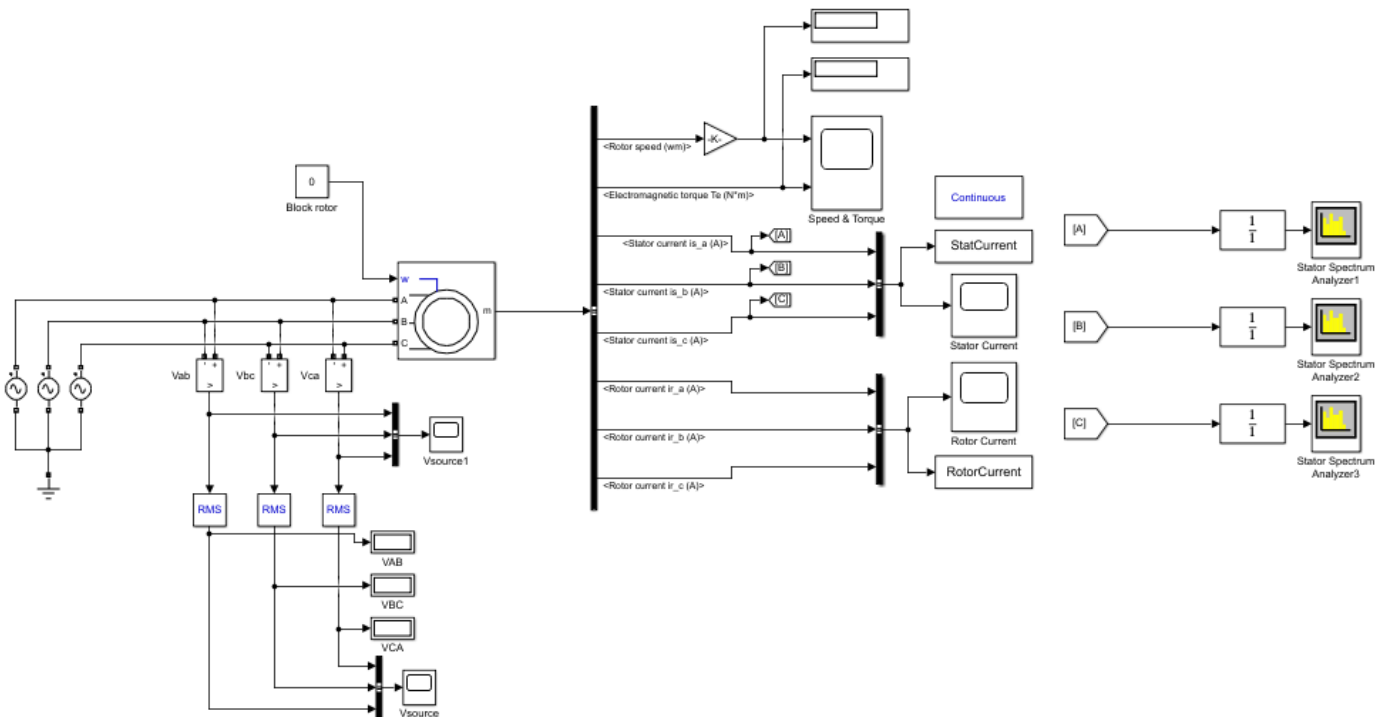 <Rotor speed (wm)>
-K-
0
Block rotor
<Electromagnetic torque Te (N*m)>
Speed & Torque
Continuous
<Stator current is_a (A)>
[A]
StatCurrent
[A]
1
1
Stator Spectrum
Analyzer1
w
A
B
C
m
<Stator current is_b (A)>
[B]
<Stator current is_c (A)>
[C]
Stator Current
[B]
1
1
Stator Spectrum
Analyzer2
Vab
- +
v
Vbc
- +
v
Vca
- +
v
<Rotor current ir_a (A)>
<Rotor current ir_b (A)>
<Rotor current ir_c (A)>
Rotor Current
RotorCurrent
[C]
1
1
Stator Spectrum
Analyzer3
Vsource1
RMS
RMS
RMS
VAB
VBC
VCA
Vsource